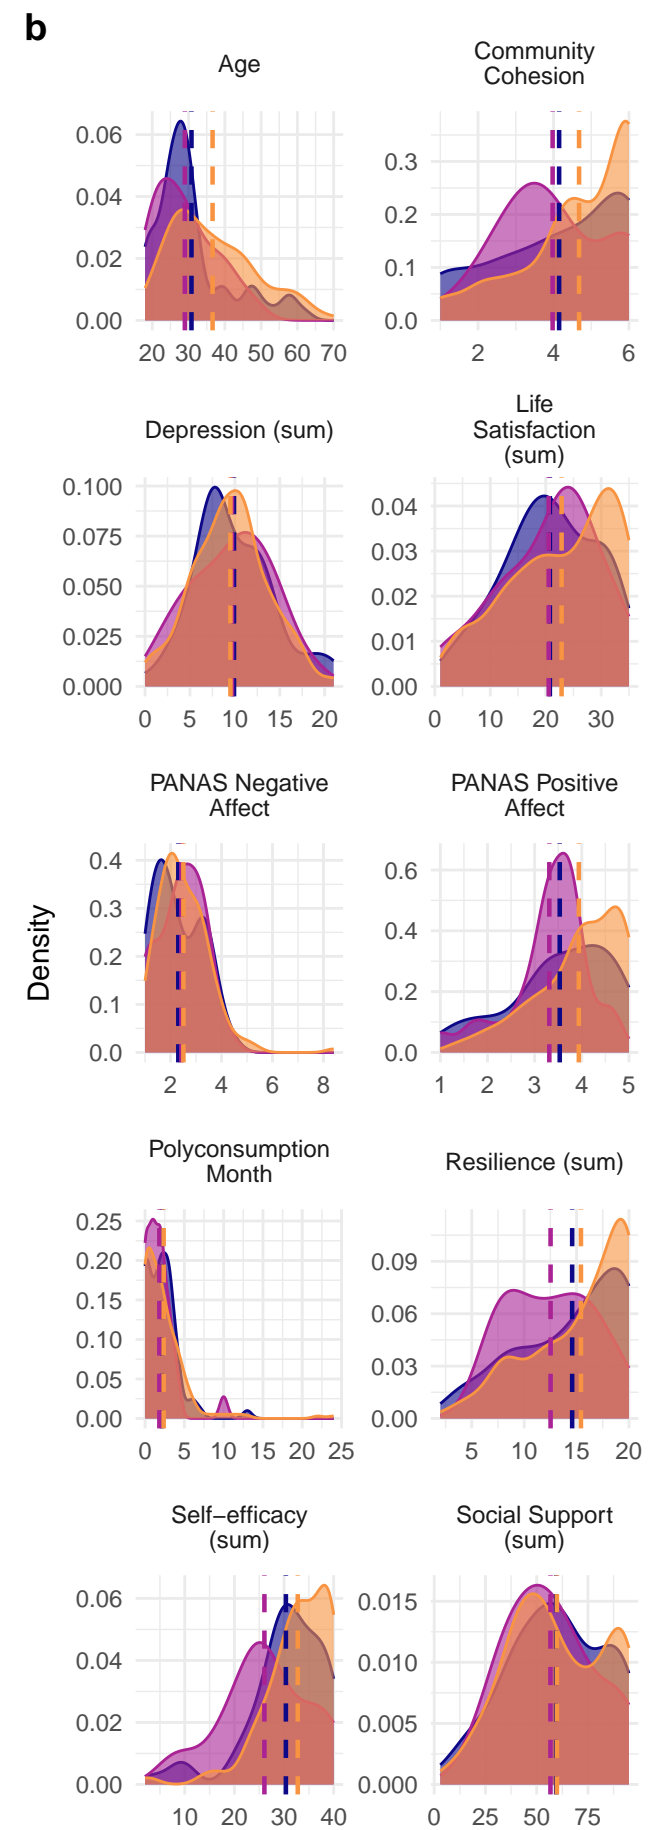 b
Age
0.06
0.04
0.02
0.00
20 30 40 50 60 70
Community
Cohesion
0.3
0.2
0.1
0.0
2 4 6
Depression (sum)
0.100
0.075
0.050
0.025
0.000
0 5 10 15 20
Life
Satisfaction
(sum)
0.04
0.03
0.02
0.01
0.00
0 10 20 30
Density
PANAS Negative
Affect
0.4
0.3
0.2
0.1
0.0
2 4 6 8
PANAS Positive
Affect
0.6
0.4
0.2
0.0
1 2 3 4 5
Polyconsumption
Month
0.25
0.20
0.15
0.10
0.05
0.00
0 5 10 15 20 25
Resilience (sum)
0.09
0.06
0.03
0.00
5 10 15 20
Self−efficacy
(sum)
0.06
0.04
0.02
0.00
10 20 30 40
Social Support
(sum)
0.015
0.010
0.005
0.000
0 25 50 75